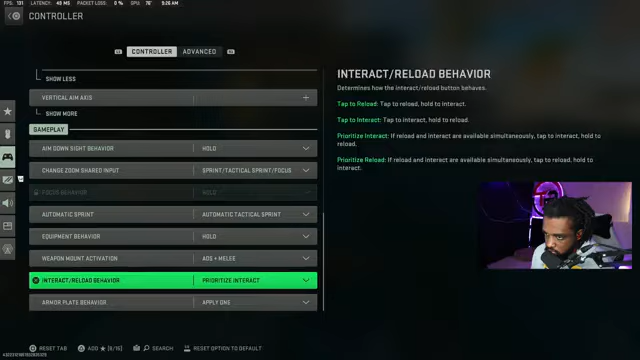 FPS: 131 LATENCY: 45 MS PACKET LOSS: 0 % GPU: 76° 9:26 AM
CONTROLLER
CONTROLLER ADVANCED
SHOW LESS
VERTICAL AIM AXIS
SHOW MORE
GAMEPLAY
AIM DOWN SIGHT BEHAVIOR HOLD
CHANGE ZOOM SHARED INPUT SPRINT/TACTICAL SPRINT/FOCUS
FOCUS BEHAVIOR HOLD
AUTOMATIC SPRINT AUTOMATIC TACTICAL SPRINT
EQUIPMENT BEHAVIOR HOLD
WEAPON MOUNT ACTIVATION ADS + MELEE
INTERACT/RELOAD BEHAVIOR PRIORITIZE INTERACT
ARMOR PLATE BEHAVIOR APPLY ONE
INTERACT/RELOAD BEHAVIOR
Determines how the interact/reload button behaves.
Tap to Reload: Tap to reload, hold to interact.
Tap to Interact: Tap to interact, hold to reload.
Prioritize Interact: If reload and interact are available simultaneously, tap to interact, hold to
reload.
Prioritize Reload: If reload and interact are available simultaneously, tap to reload, hold to
interact.
RESET TAB ADD ★ (8/15) SEARCH RESET OPTION TO DEFAULT